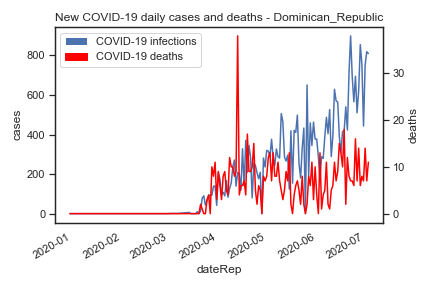 New COVID-19 daily cases and deaths - Dominican_Republic
COVID-19 infections
COVID-19 deaths
800
600
400
200
0
cases
30
20
10
0
deaths
2020-01
2020-02
2020-03
2020-04
2020-05
2020-06
2020-07
dateRep